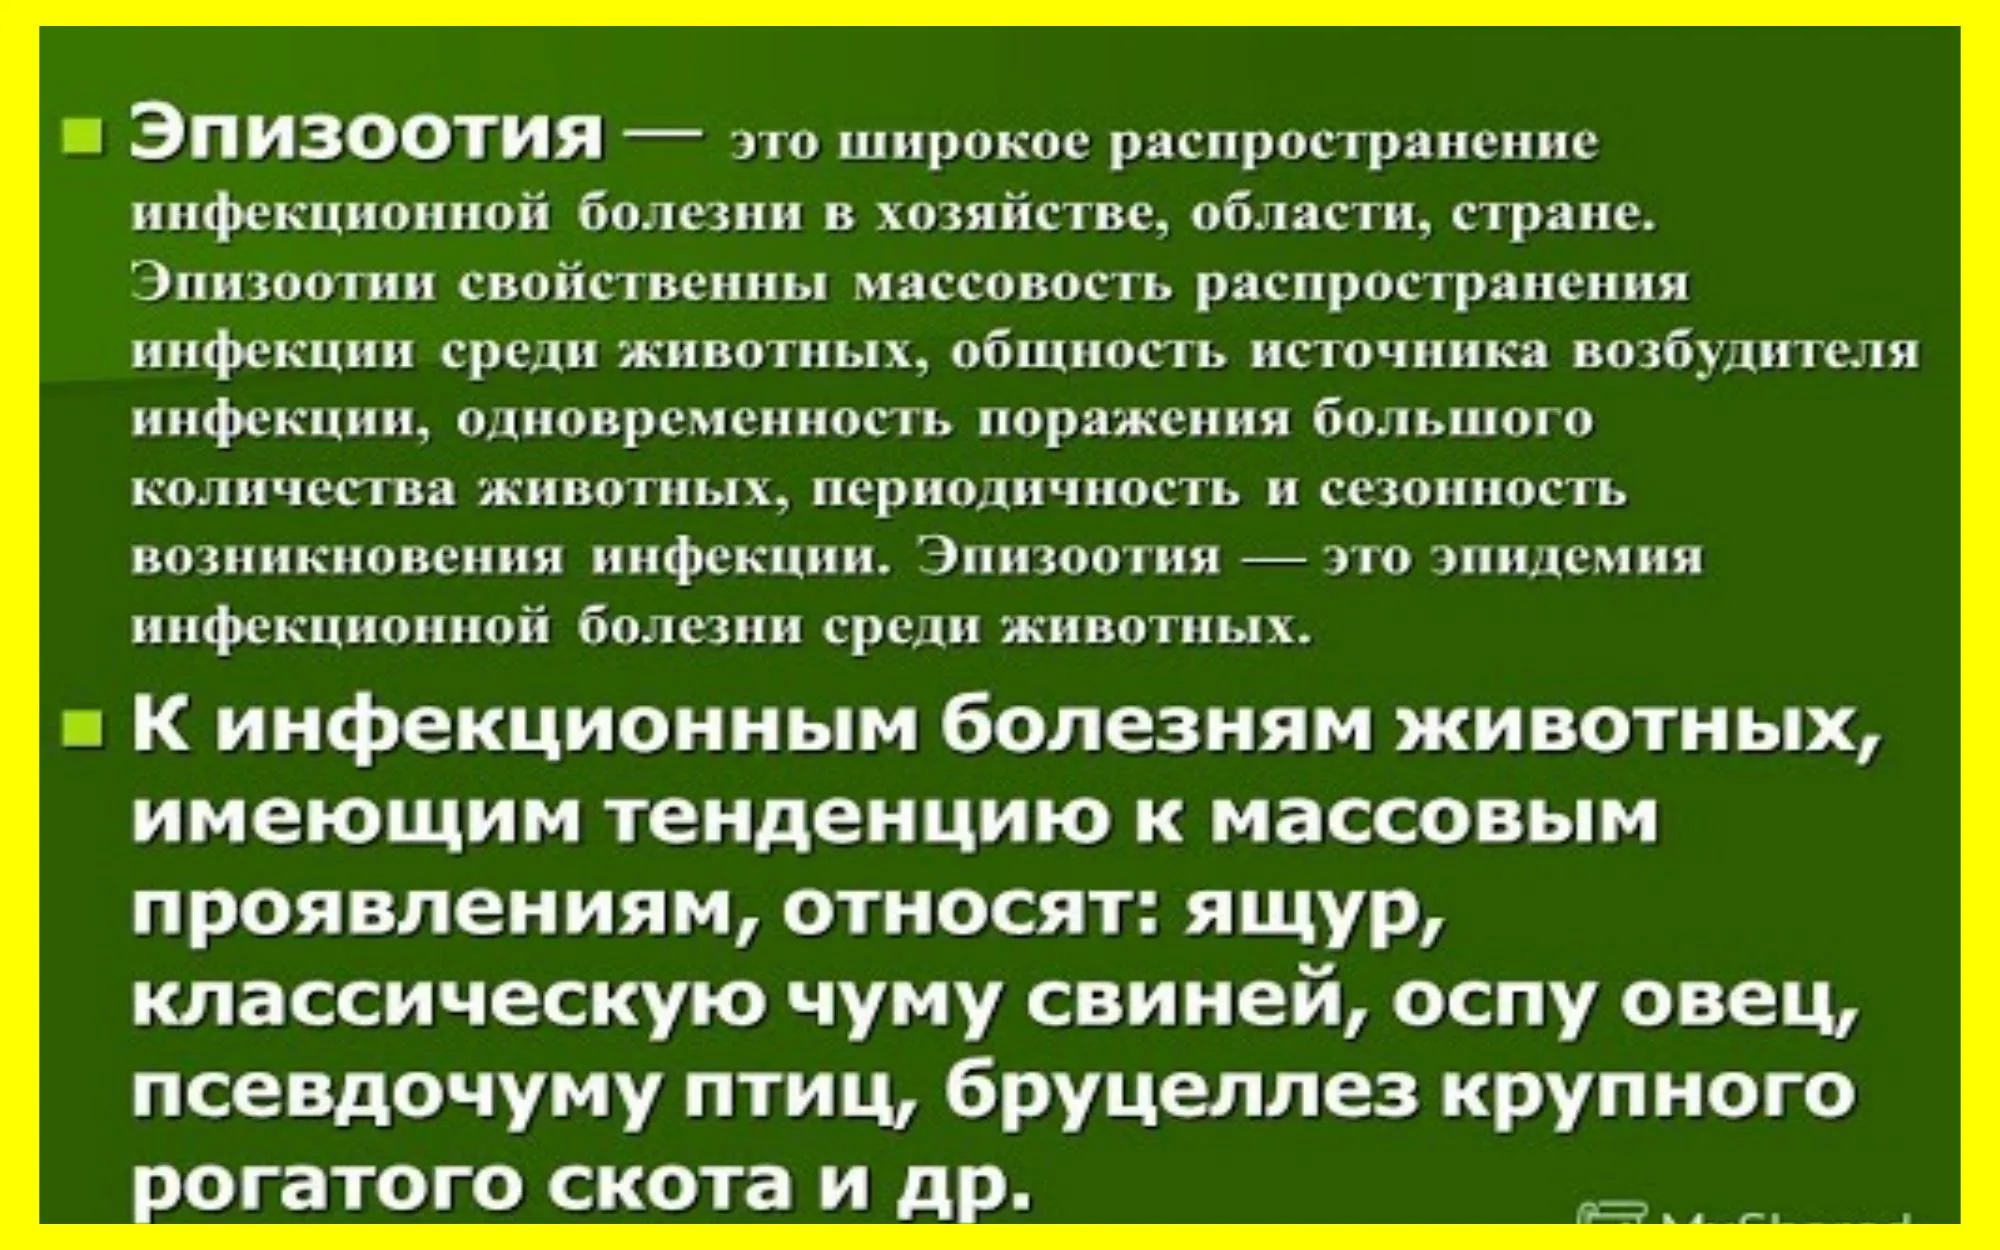 Эпизоотия — это широкое распространение
инфекционной болезни в хозяйстве, области, стране.
Эпизоотии свойственны массовость распространения
инфекции среди животных, общность источника возбудителя
инфекции, одновременность поражения большого
количества животных, периодичность и сезонность
возникновения инфекции. Эпизоотия — это эпидемия
инфекционной болезни среди животных.
К инфекционным болезням животных,
имеющим тенденцию к массовым
проявлениям, относят: ящур,
классическую чуму свиней, оспу овец,
псевдочуму птиц, бруцеллез крупного
рогатого скота и др.